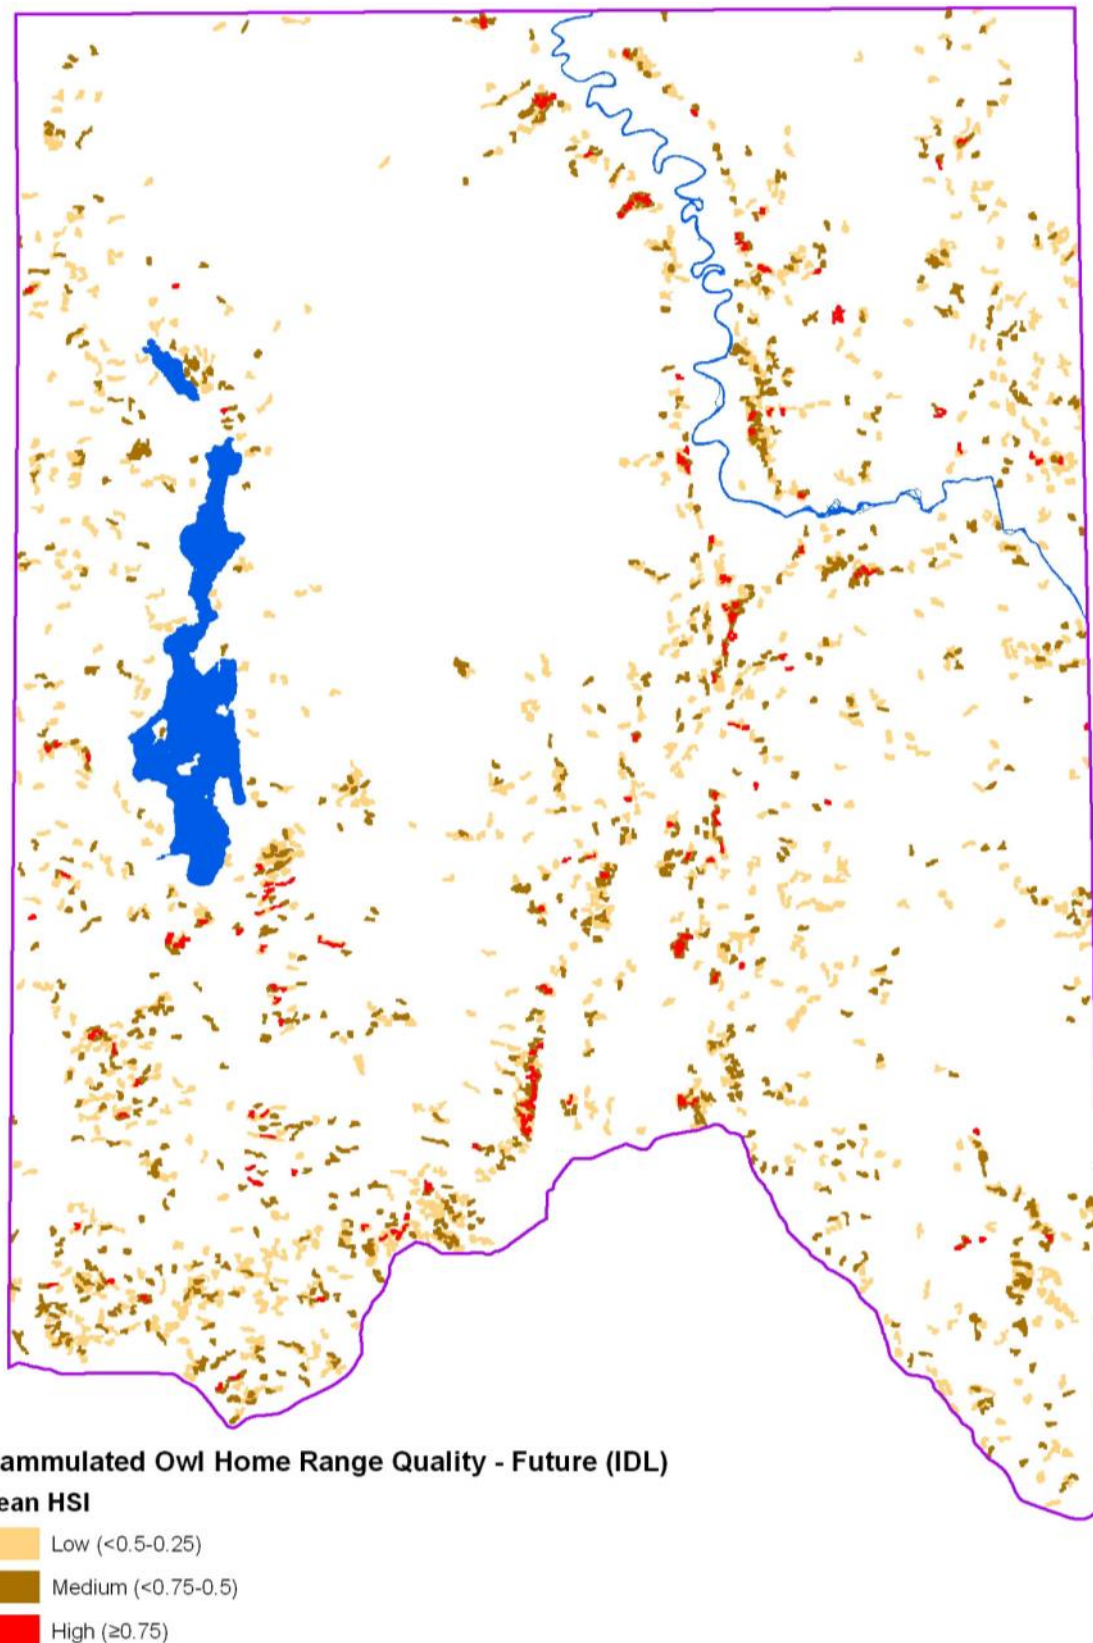 ammulated Owl Home Range Quality - Future (IDL)
ean HSI
Low (<0.5-0.25)
Medium (<0.75-0.5)
High (≥0.75)